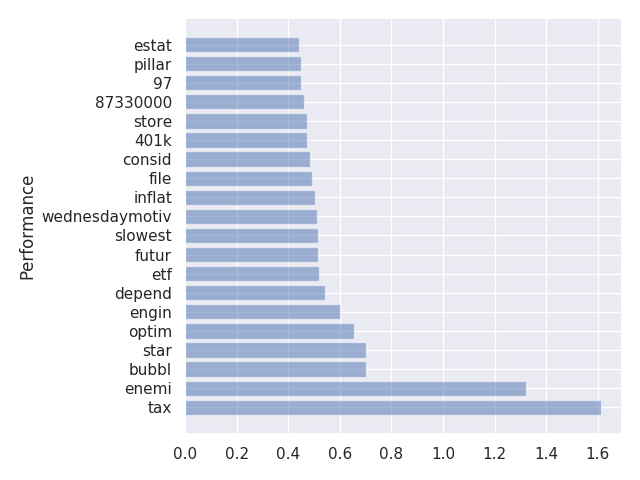 estat
pillar
97
87330000
store
401k
consid
file
inflat
wednesdaymotiv
slowest
futur
etf
depend
engin
optim
star
bubbl
enemi
tax
Performance
0.0 0.2 0.4 0.6 0.8 1.0 1.2 1.4 1.6